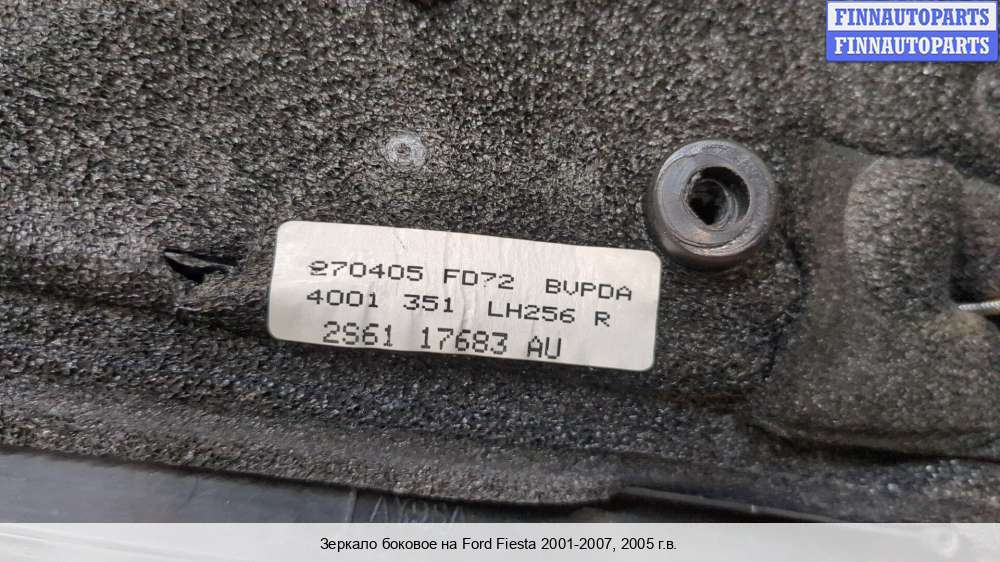 FINNAUTOPARTS
FINNAUTOPARTS
270405 FD72 BVPDA
4001 351 LH256 R
2S61 17683 AU
Зеркало боковое на Ford Fiesta 2001-2007, 2005 г.в.